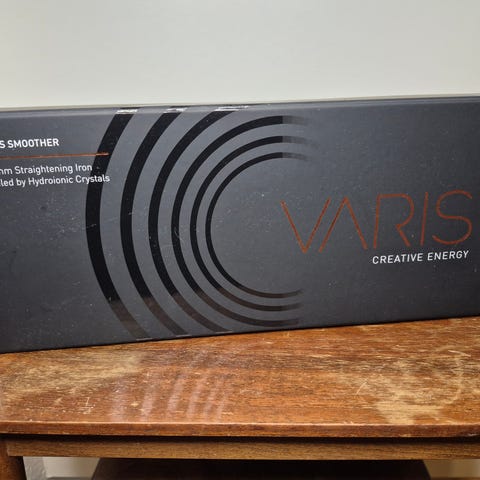 S SMOOTHER
mm Straightening Iron
led by Hydroionic Crystals
VARIS
CREATIVE ENERGY